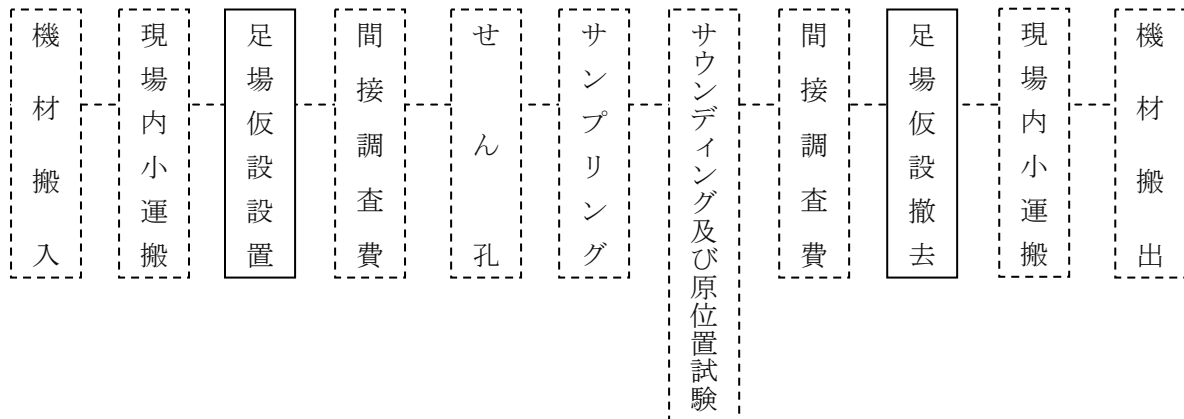 機材搬入
現場内小運搬
足場仮設設置
間接調査費
せん孔
サンプリング
サウンディング及び原位置試験
間接調査費
足場仮設撤去
現場内小運搬
機材搬出